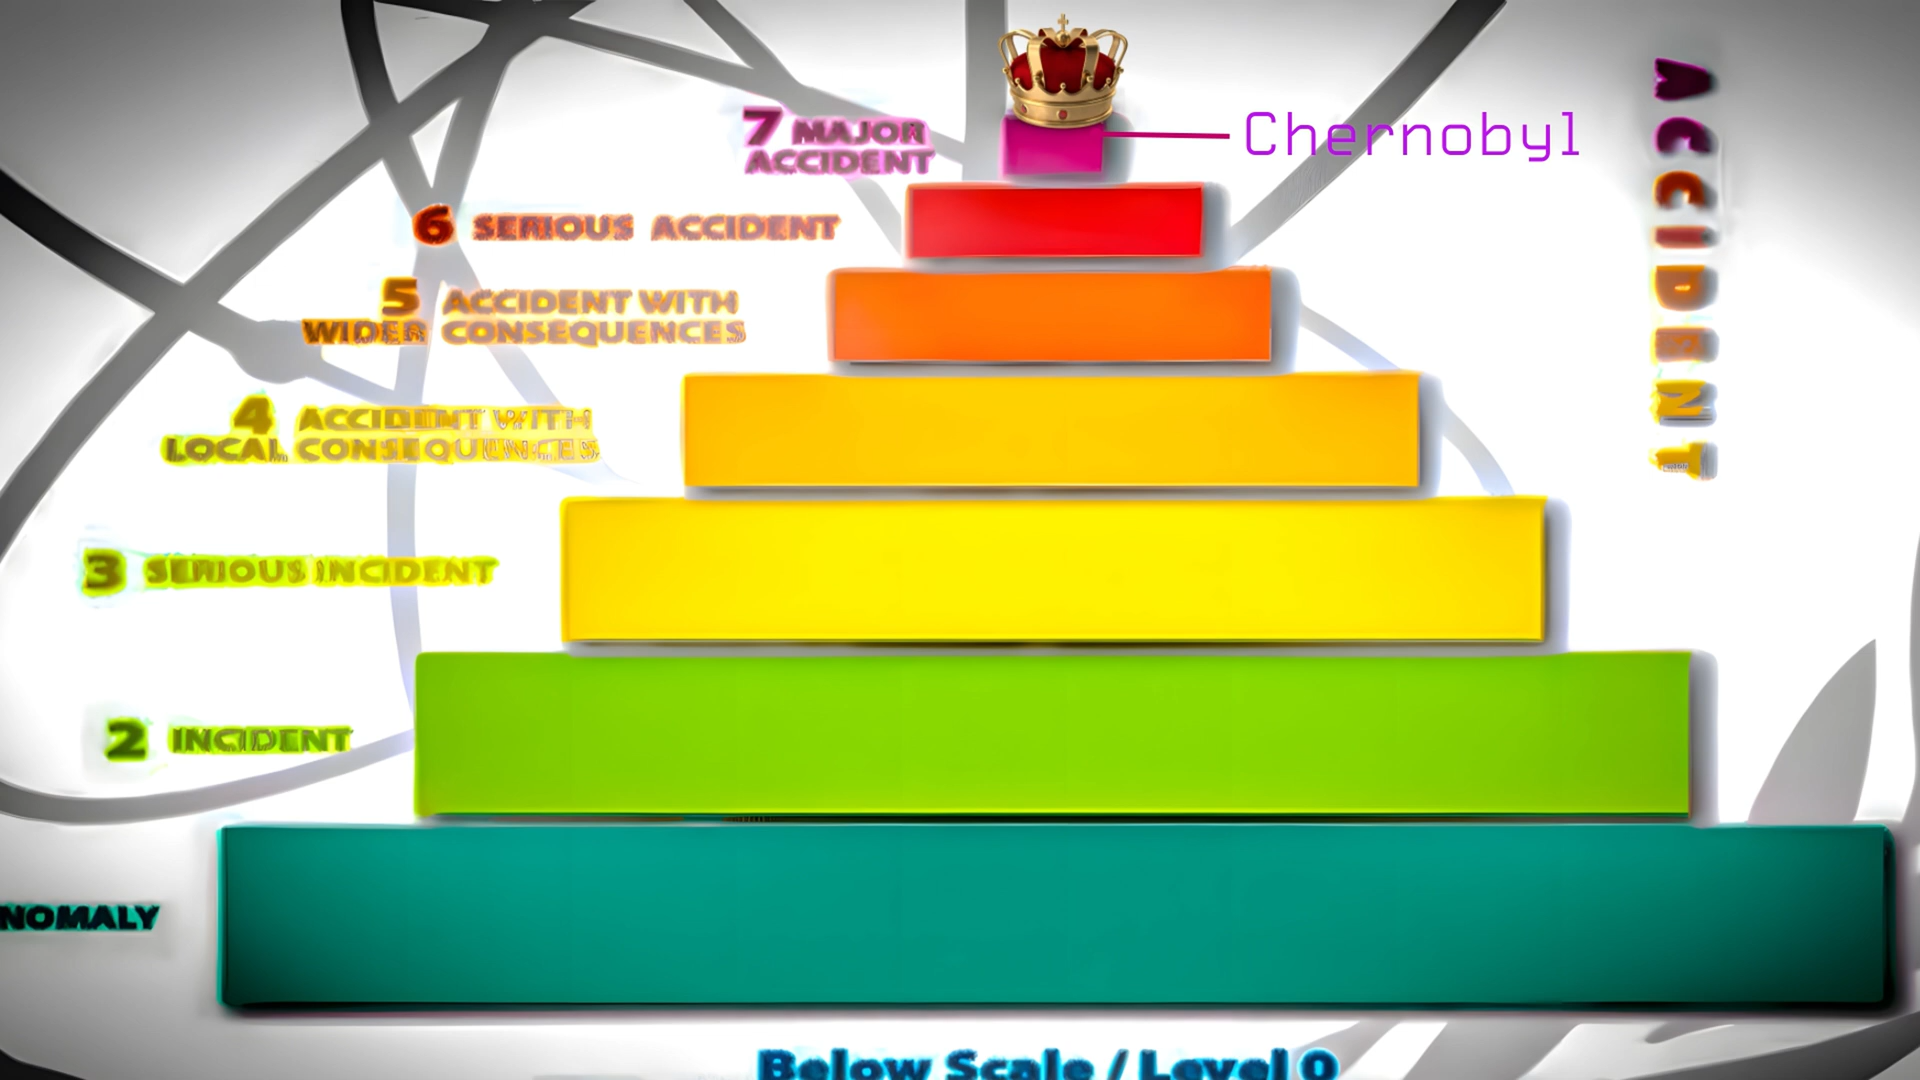 7 MAJOR
ACCIDENT
Chernobyl
6 SERIOUS ACCIDENT
5 ACCIDENT WITH
WIDER CONSEQUENCES
4 ACCIDENT WITH
LOCAL CONSEQUENCES
3 SERIOUS INCIDENT
2 INCIDENT
NOMALY
Below Scale / Level 0
ACCIDENT